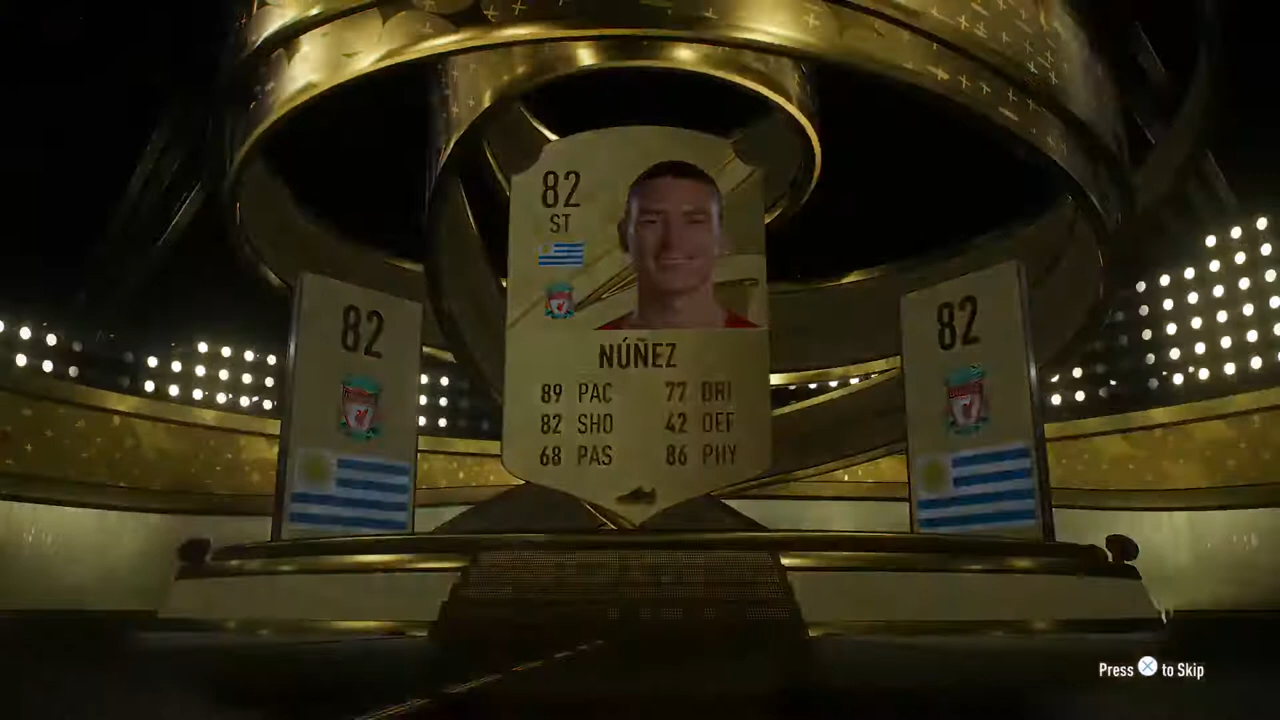 82
ST
NÚÑEZ
89 PAC 77 DRI
82 SHO 42 DEF
68 PAS 86 PHY
82
82
Press to Skip